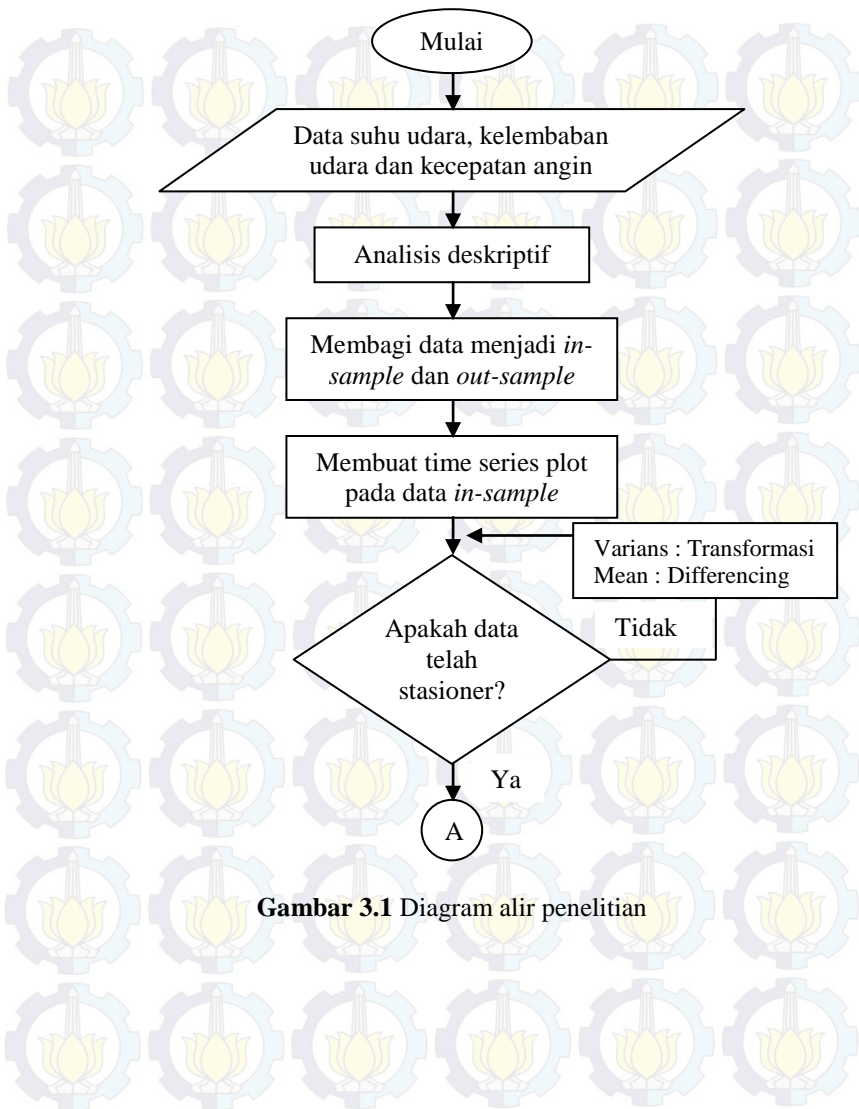 Mulai
Data suhu udara, kelembaban
udara dan kecepatan angin
Analisis deskriptif
Membagi data menjadi in-
sample dan out-sample
Membuat time series plot
pada data in-sample
Varians : Transformasi
Mean : Differencing
Apakah data
telah
stasioner?
Tidak
Ya
A
Gambar 3.1 Diagram alir penelitian